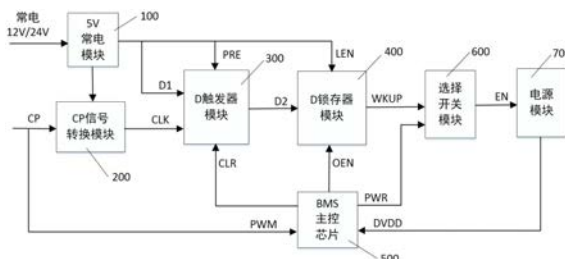 常电
12V/24V
5V
常电
模块
100
PRE
LEN
D1
300
400
600
D触发器
模块
D2
D锁存器
模块
WKUP
选择
开关
模块
EN
电源
模块
CP
CP信号
转换模块
CLK
200
CLR
OEN
PWR
BMS
主控
芯片
PWM
DVDD